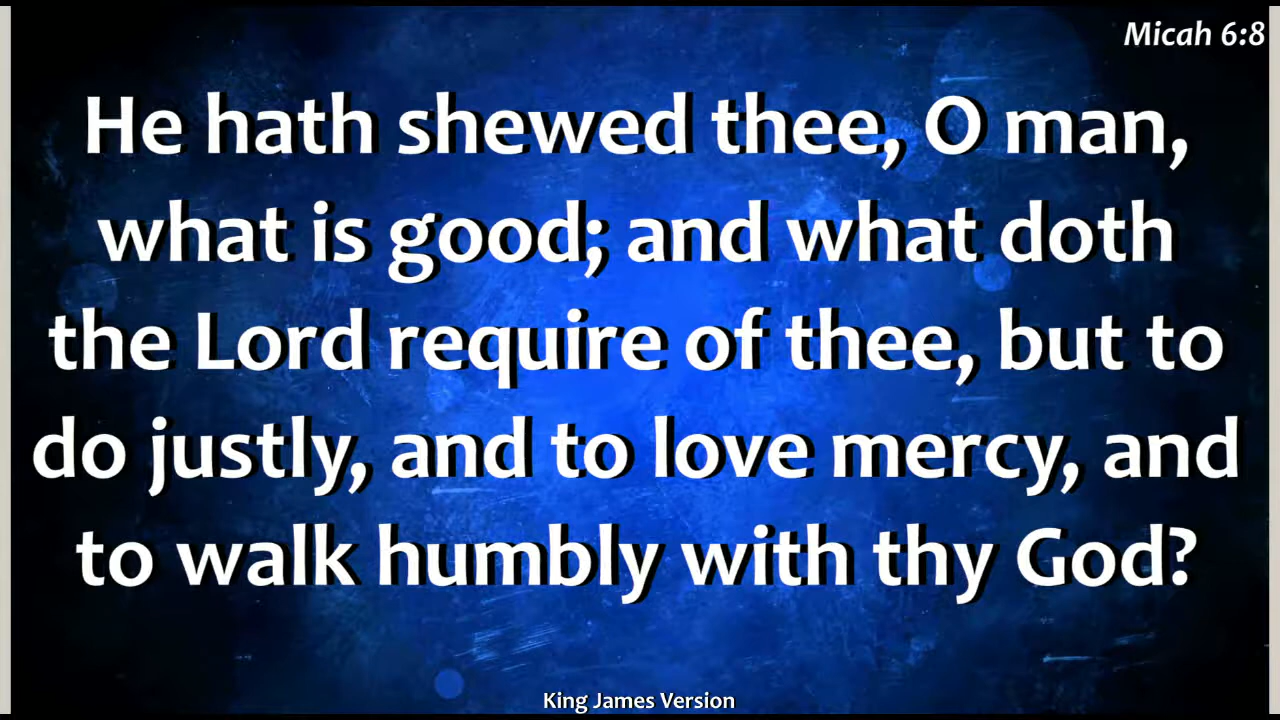 Micah 6:8
He hath shewed thee, O man,
what is good; and what doth
the Lord require of thee, but to
do justly, and to love mercy, and
to walk humbly with thy God?
King James Version